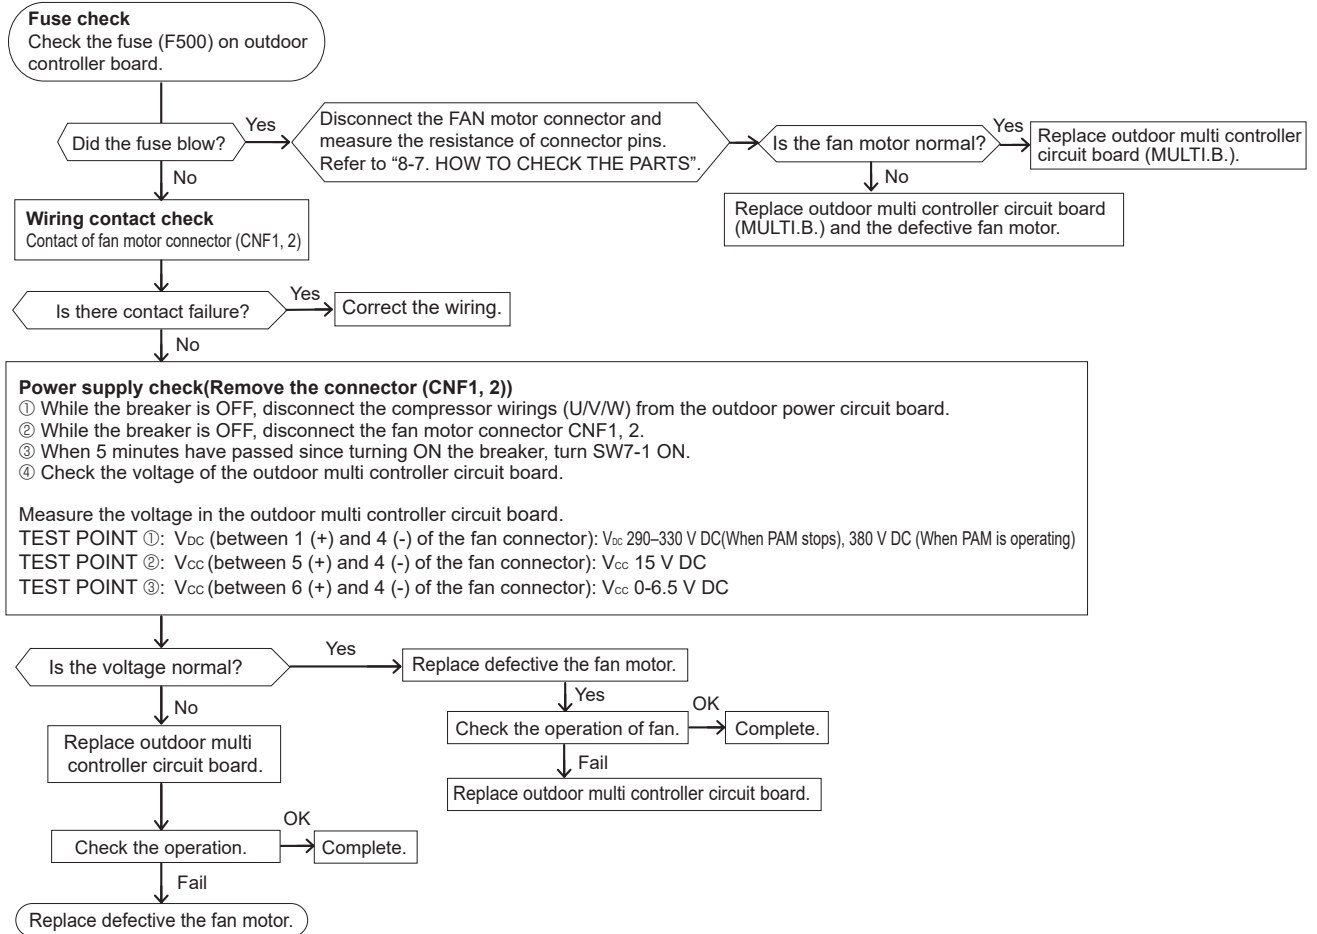 Fuse check
Check the fuse (F500) on outdoor
controller board.
Did the fuse blow?
Yes
Disconnect the FAN motor connector and
measure the resistance of connector pins.
Refer to “8-7. HOW TO CHECK THE PARTS”.
Is the fan motor normal?
Yes
Replace outdoor multi controller
circuit board (MULTI.B.).
No
Replace outdoor multi controller circuit board
(MULTI.B.) and the defective fan motor.
No
Wiring contact check
Contact of fan motor connector (CNF1, 2)
Is there contact failure?
Yes
Correct the wiring.
No
Power supply check(Remove the connector (CNF1, 2))
① While the breaker is OFF, disconnect the compressor wirings (U/V/W) from the outdoor power circuit board.
② While the breaker is OFF, disconnect the fan motor connector CNF1, 2.
③ When 5 minutes have passed since turning ON the breaker, turn SW7-1 ON.
④ Check the voltage of the outdoor multi controller circuit board.
Measure the voltage in the outdoor multi controller circuit board.
TEST POINT ①: VDC (between 1 (+) and 4 (-) of the fan connector): VDC 290–330 V DC(When PAM stops), 380 V DC (When PAM is operating)
TEST POINT ②: VCC (between 5 (+) and 4 (-) of the fan connector): VCC 15 V DC
TEST POINT ③: VCC (between 6 (+) and 4 (-) of the fan connector): VCC 0-6.5 V DC
Is the voltage normal?
Yes
Replace defective the fan motor.
Yes
Check the operation of fan.
OK
Complete.
Fail
Replace outdoor multi controller circuit board.
No
Replace outdoor multi
controller circuit board.
Check the operation.
OK
Complete.
Fail
Replace defective the fan motor.